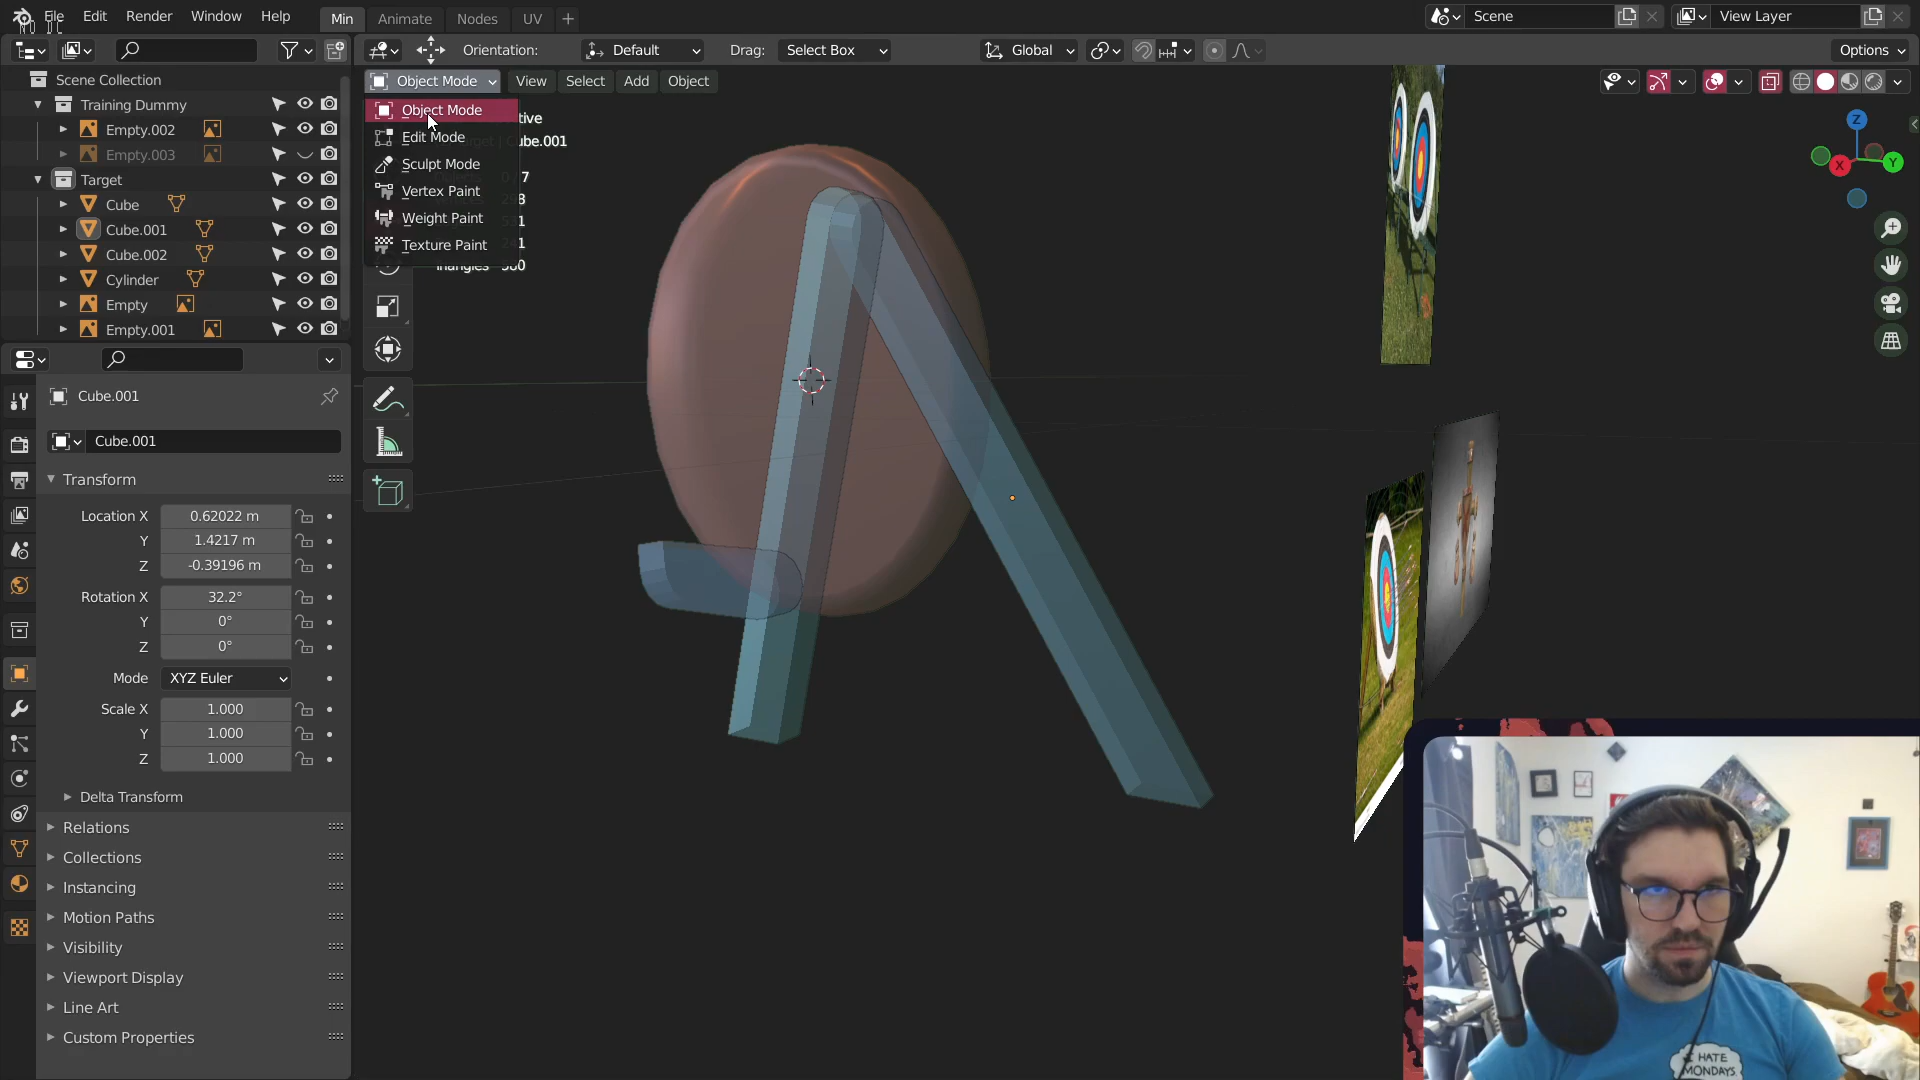 File Edit Render Window Help Min Animate Nodes UV Scene View Layer
Orientation: Default Drag: Select Box Global Options
Scene Collection
Training Dummy
Empty.002
Empty.003
Target
Cube
Cube.001
Cube.002
Cylinder
Empty
Empty.001
Object Mode View Select Add Object
Object Mode
Edit Mode
Sculpt Mode
Vertex Paint
Weight Paint
Texture Paint
Cube.001
7
580
Z
X
Y
Cube.001
Cube.001
Transform
Location X 0.62022 m
Y 1.4217 m
Z -0.39196 m
Rotation X 32.2°
Y 0°
Z 0°
Mode XYZ Euler
Scale X 1.000
Y 1.000
Z 1.000
Delta Transform
Relations
Collections
Instancing
Motion Paths
Visibility
Viewport Display
Line Art
Custom Properties
I HATE
MONDAYS